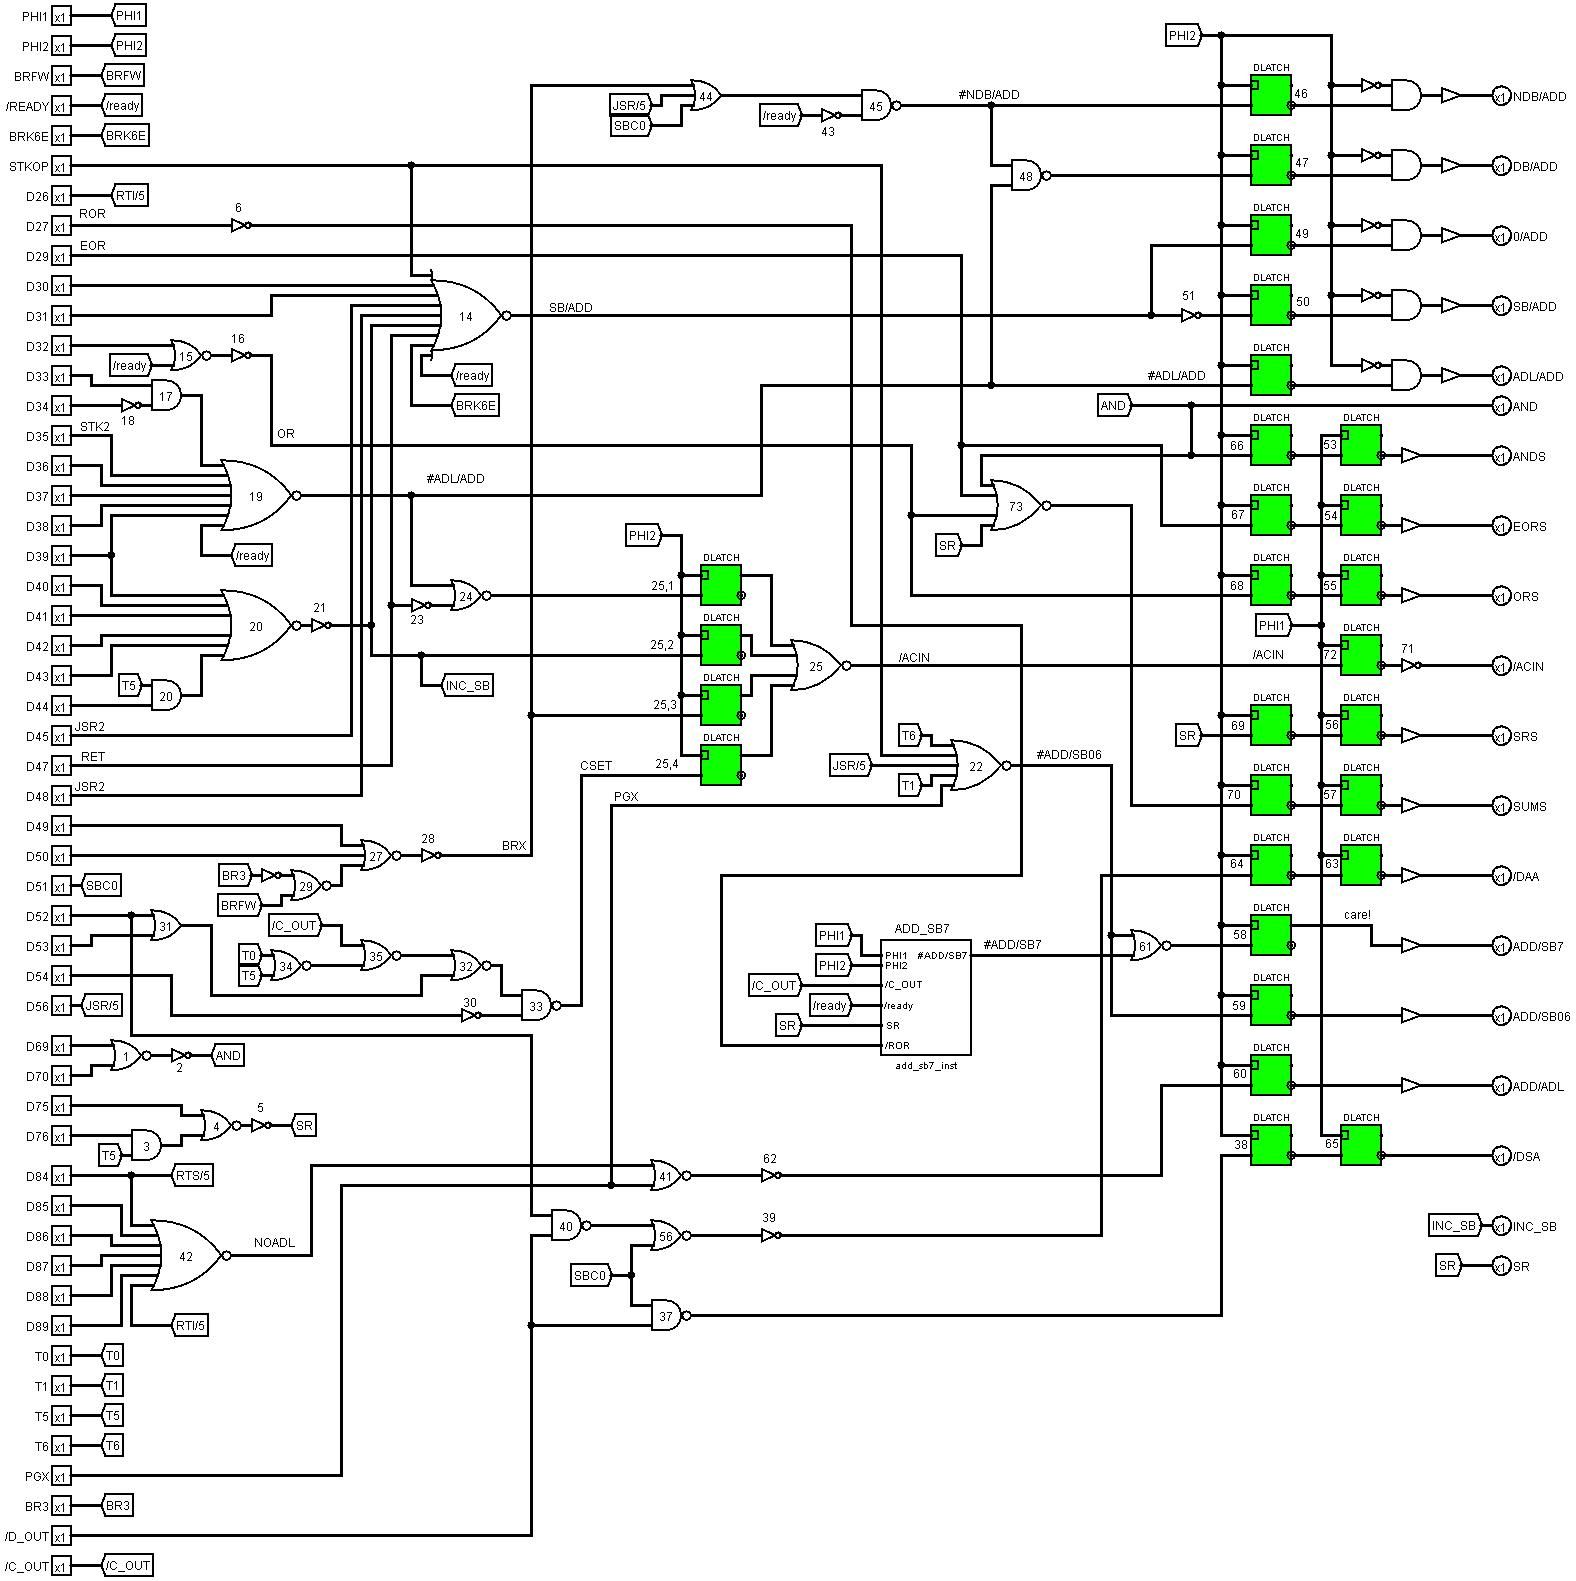 PHI1 x1 PHI1
PHI2 x1 PHI2
BRFW x1 BRFW
/READY x1 /ready
BRK6E x1 BRK6E
STKOP x1
D26 x1 RTI/5
D27 x1 ROR 6
D29 x1 EOR
D30 x1
D31 x1
D32 x1 15 16
/ready
D33 x1 17
D34 x1 18
D35 x1 STK2
D36 x1
D37 x1 19
D38 x1
D39 x1 /ready
D40 x1
D41 x1 21
D42 x1 20
D43 x1
T5 20
D44 x1
D45 x1 JSR2
D47 x1 RET
D48 x1 JSR2
D49 x1
D50 x1 27 28 BRX
D51 x1 SBC0
BR3 29
BRFW
D52 x1 31
D53 x1
D54 x1
D56 x1 JSR/5
/C_OUT
T0 34 35 32
T5
30 33
CSET
D69 x1 1 2 AND
D70 x1
D75 x1 4 5 SR
D76 x1 3
T5
D84 x1 RTS/5
D85 x1
D86 x1
D87 x1 42 NOADL
D88 x1
D89 x1 RTI/5
T0 x1 T0
T1 x1 T1
T5 x1 T5
T6 x1 T6
PGX x1
BR3 x1 BR3
/D_OUT x1
/C_OUT x1 /C_OUT
14 SB/ADD
/ready
BRK6E
OR
#ADL/ADD
INC_SB
JSR/5 44
SBC0
/ready 43 45 #NDB/ADD
48
51
#ADL/ADD
PHI2
DLATCH
25,1
DLATCH
25,2
DLATCH
25,3
DLATCH
25,4
23 24
25 /ACIN
/ACIN
SR 73
T6
JSR/5 22 #ADD/SB06
T1
PGX
ADD_SB7
PHI1 PHI1 #ADD/SB7
PHI2 PHI2
/C_OUT /C_OUT
/ready /ready
SR SR
/ROR
add_sb7_inst
#ADD/SB7
61
41 62
40 56 39
SBC0
37
PHI2
DLATCH
46 x1 NDB/ADD
DLATCH
47 x1 DB/ADD
DLATCH
49 x1 0/ADD
DLATCH
50 x1 SB/ADD
DLATCH
x1 ADL/ADD
AND x1 AND
DLATCH DLATCH
66 53 x1 ANDS
DLATCH DLATCH
67 54 x1 EORS
DLATCH DLATCH
68 55 x1 ORS
PHI1
DLATCH
72 71 x1 /ACIN
DLATCH DLATCH
SR 69 56 x1 SRS
DLATCH DLATCH
70 57 x1 SUMS
DLATCH DLATCH
64 63 x1 /DAA
DLATCH
58 care! x1 ADD/SB7
DLATCH
59 x1 ADD/SB06
DLATCH
60 x1 ADD/ADL
DLATCH DLATCH
38 65 x1 /DSA
INC_SB x1 INC_SB
SR x1 SR